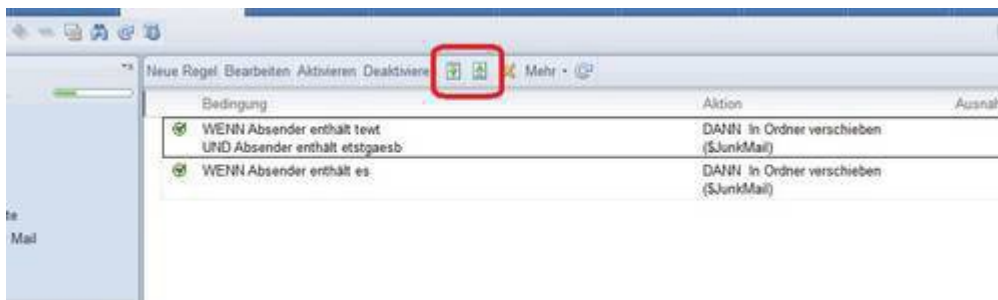 Neue Regel Bearbeiten Aktivieren Deaktiviere Mehr
Bedingung Aktion Ausnah
WENN Absender enthält tewt DANN In Ordner verschieben
UND Absender enthält etstgaesb ($JunkMail)
WENN Absender enthält es DANN In Ordner verschieben
($JunkMail)
te
Mail